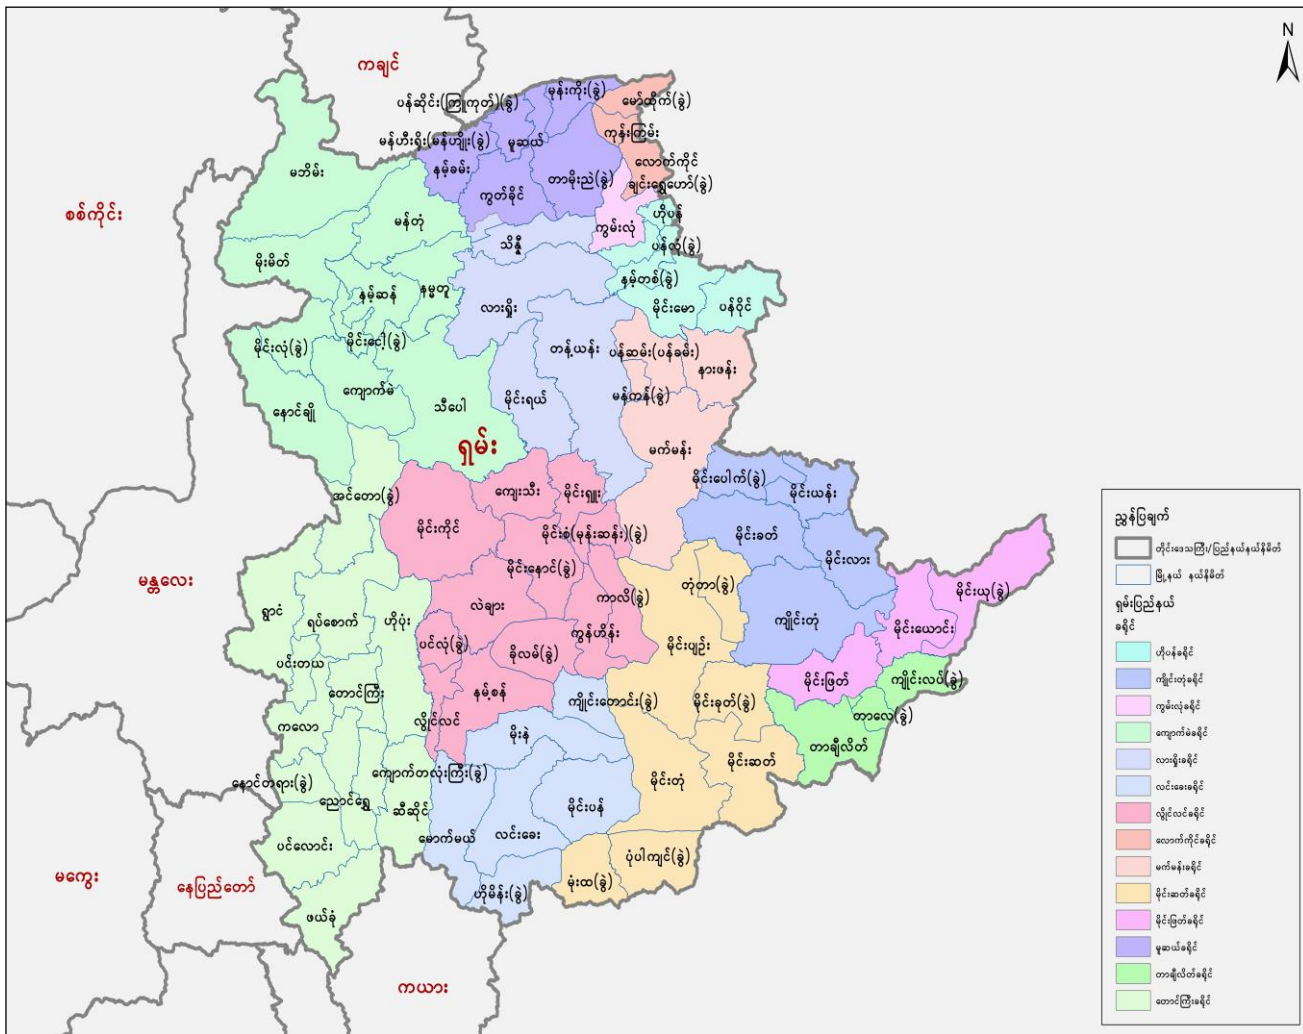 N
ကချင်
ပန်ဆိုင်း(ကြူကုတ်)(ခွဲ)
မုန်းကိုး(ခွဲ)
မော်ထိုက်(ခွဲ)
မန်ဟီးရိုး(မန်ဟျိုး(ခွဲ)
မူဆယ်
ကုန်းကြမ်း
နမ့်ခမ်း
လောက်ကိုင်
မဘိမ်း
ကွတ်ခိုင်
တာမိုးညဲ(ခွဲ)
ချင်းရွှေဟော်(ခွဲ)
စစ်ကိုင်း
မန်တုံ
ဟိုပန်
ကွမ်းလုံ
သိန္နီ
ပန်လုံ(ခွဲ)
မိုးမိတ်
နမ့်ဆန်
နမ္မတူ
နမ့်တစ်(ခွဲ)
လားရှိုး
မိုင်းမော
ပန်ဝိုင်
မိုင်းလုံ(ခွဲ)
မိုင်းငေါ့(ခွဲ)
တန့်ယန်း
ပန်ဆမ်း(ပန်ခမ်း)
နားဖန်း
ကျောက်မဲ
မိုင်းရယ်
မန်ကန်(ခွဲ)
နောင်ချို
သီပေါ
ရှမ်း
မက်မန်း
အင်တော(ခွဲ)
ကျေးသီး
မိုင်းရှူး
မိုင်းပေါက်(ခွဲ)
မိုင်းယန်း
မိုင်းကိုင်
မိုင်းစံ(မုန်းဆန်း)(ခွဲ)
မိုင်းခတ်
မိုင်းလား
မန္တလေး
မိုင်းနောင်(ခွဲ)
တုံတာ(ခွဲ)
မိုင်းယု(ခွဲ)
ရွာငံ
ရပ်စောက်
ဟိုပုံး
လဲချား
ကာလိ(ခွဲ)
ကျိုင်းတုံ
မိုင်းယောင်း
ပင်လုံ(ခွဲ)
ခိုလမ်(ခွဲ)
ကွန်ဟိန်း
မိုင်းပျဉ်း
ပင်းတယ
တောင်ကြီး
နမ့်စန်
မိုင်းဖြတ်
ကျိုင်းလပ်(ခွဲ)
ကျိုင်းတောင်း(ခွဲ)
မိုင်းခုတ်(ခွဲ)
ကလော
လွိုင်လင်
မိုးနဲ
တာလေ(ခွဲ)
တာချီလိတ်
နောင်တရား(ခွဲ)
ကျောက်တလုံးကြီး(ခွဲ)
မိုင်းတုံ
မိုင်းဆတ်
ညောင်ရွှေ
ဆီဆိုင်
မိုင်းပန်
ပင်လောင်း
မောက်မယ်
လင်းခေး
ပုံပါကျင်(ခွဲ)
မကွေး
နေပြည်တော်
ဟိုမိန်း(ခွဲ)
မုံးထ(ခွဲ)
ဖယ်ခုံ
ကယား
ညွှန်ပြချက်
တိုင်းဒေသကြီး/ပြည်နယ်နယ်နိမိတ်
မြို့နယ် နယ်နိမိတ်
ရှမ်းပြည်နယ်
ခရိုင်
ဟိုပန်ခရိုင်
ကျိုင်းတုံခရိုင်
ကွမ်းလုံခရိုင်
ကျောက်မဲခရိုင်
လားရှိုးခရိုင်
လင်းခေးခရိုင်
လွိုင်လင်ခရိုင်
လောက်ကိုင်ခရိုင်
မက်မန်းခရိုင်
မိုင်းဆတ်ခရိုင်
မိုင်းဖြတ်ခရိုင်
မူဆယ်ခရိုင်
တာချီလိတ်ခရိုင်
တောင်ကြီးခရိုင်